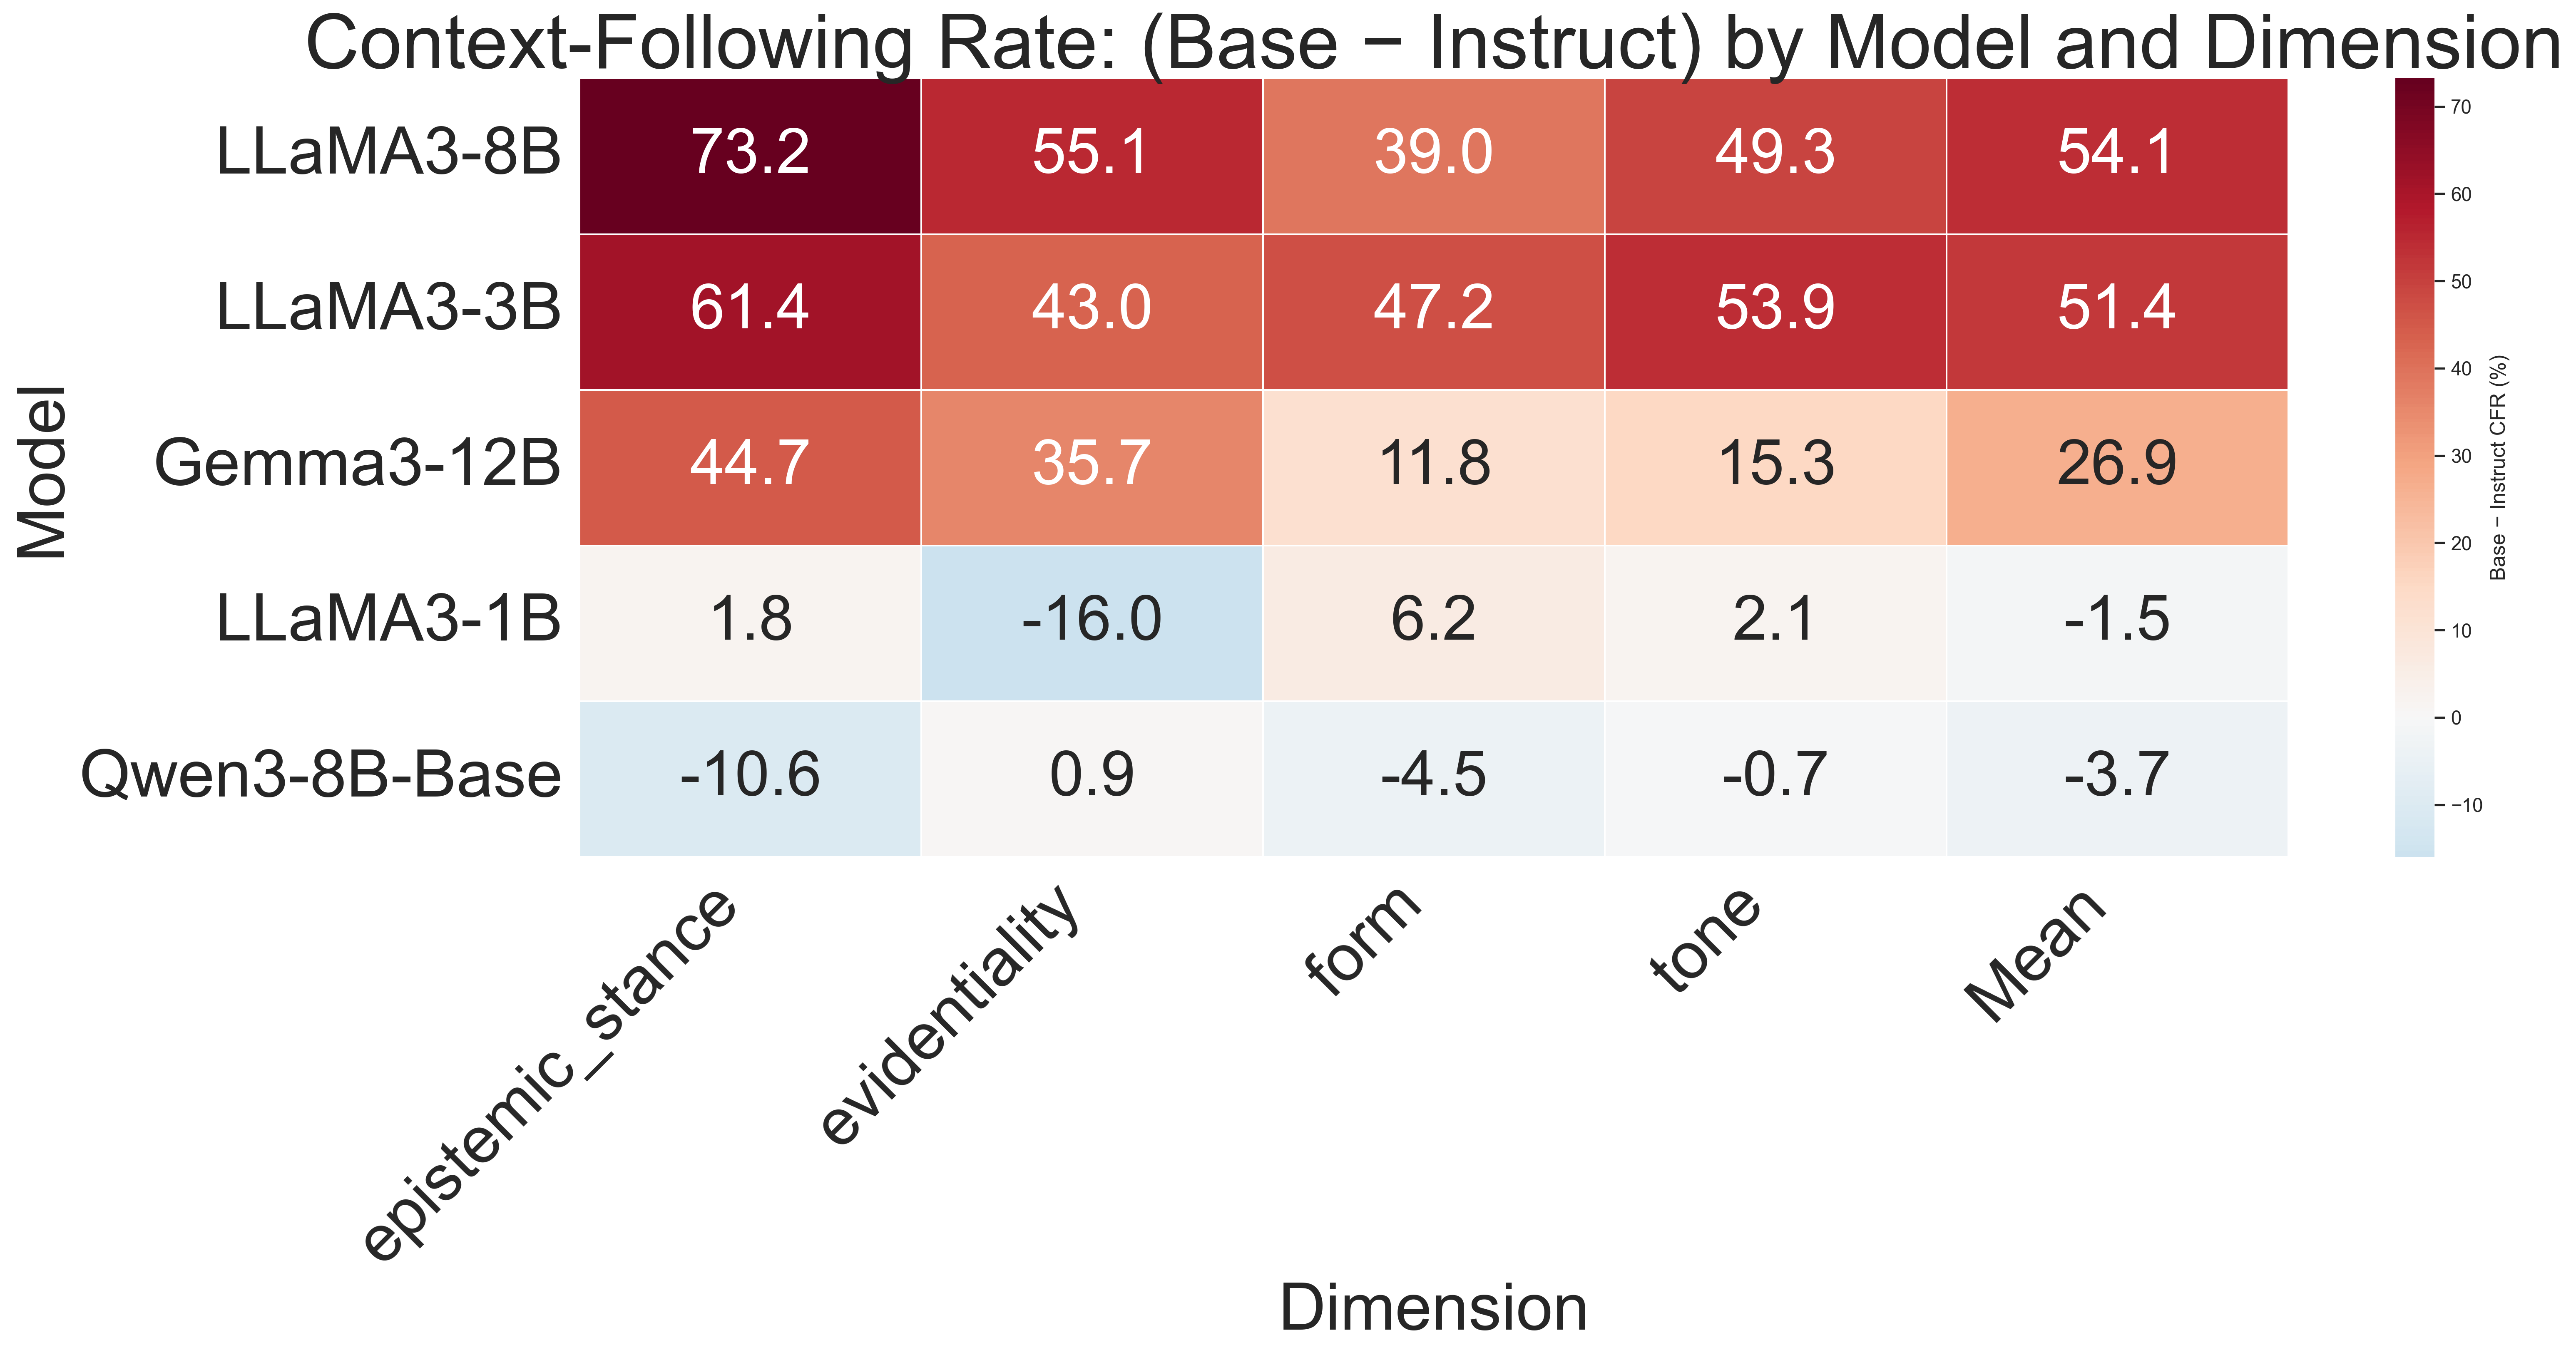 Context-Following Rate: (Base − Instruct) by Model and Dimension
LLaMA3-8B 73.2 55.1 39.0 49.3 54.1
LLaMA3-3B 61.4 43.0 47.2 53.9 51.4
Gemma3-12B 44.7 35.7 11.8 15.3 26.9
LLaMA3-1B 1.8 -16.0 6.2 2.1 -1.5
Qwen3-8B-Base -10.6 0.9 -4.5 -0.7 -3.7
Model
epistemic_stance
evidentiality
form
tone
Mean
Dimension
70
60
50
40
30
20
10
0
−10
Base − Instruct CFR (%)